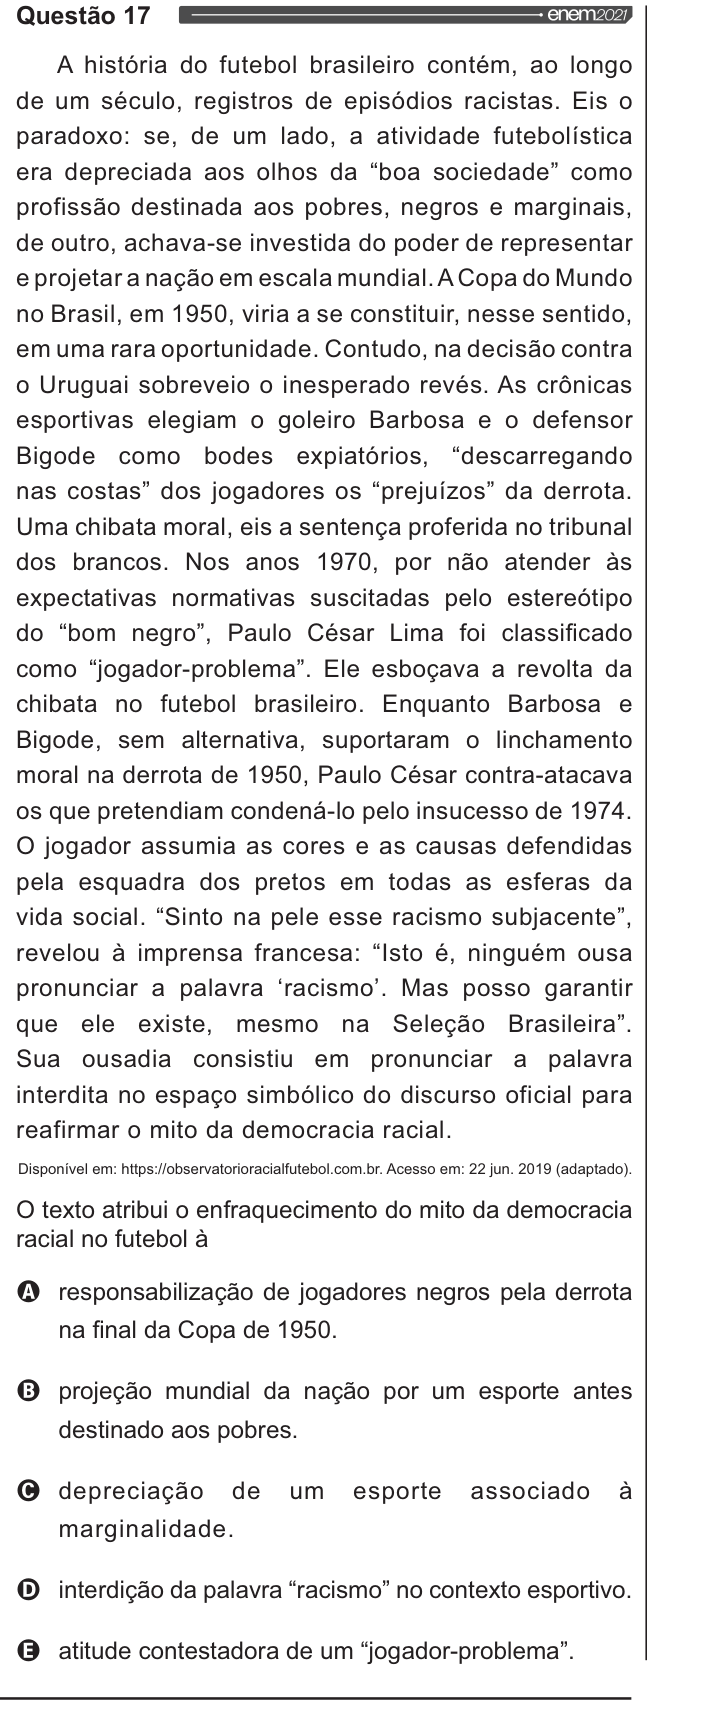 Questão 17 enem2021
A história do futebol brasileiro contém, ao longo
de um século, registros de episódios racistas. Eis o
paradoxo: se, de um lado, a atividade futebolística
era depreciada aos olhos da “boa sociedade” como
profissão destinada aos pobres, negros e marginais,
de outro, achava-se investida do poder de representar
e projetar a nação em escala mundial. A Copa do Mundo
no Brasil, em 1950, viria a se constituir, nesse sentido,
em uma rara oportunidade. Contudo, na decisão contra
o Uruguai sobreveio o inesperado revés. As crônicas
esportivas elegiam o goleiro Barbosa e o defensor
Bigode como bodes expiatórios, “descarregando
nas costas” dos jogadores os “prejuízos” da derrota.
Uma chibata moral, eis a sentença proferida no tribunal
dos brancos. Nos anos 1970, por não atender às
expectativas normativas suscitadas pelo estereótipo
do “bom negro”, Paulo César Lima foi classificado
como “jogador-problema”. Ele esboçava a revolta da
chibata no futebol brasileiro. Enquanto Barbosa e
Bigode, sem alternativa, suportaram o linchamento
moral na derrota de 1950, Paulo César contra-atacava
os que pretendiam condená-lo pelo insucesso de 1974.
O jogador assumia as cores e as causas defendidas
pela esquadra dos pretos em todas as esferas da
vida social. “Sinto na pele esse racismo subjacente”,
revelou à imprensa francesa: “Isto é, ninguém ousa
pronunciar a palavra ‘racismo’. Mas posso garantir
que ele existe, mesmo na Seleção Brasileira”.
Sua ousadia consistiu em pronunciar a palavra
interdita no espaço simbólico do discurso oficial para
reafirmar o mito da democracia racial.
Disponível em: https://observatorioracialfutebol.com.br. Acesso em: 22 jun. 2019 (adaptado).
O texto atribui o enfraquecimento do mito da democracia
racial no futebol à
A responsabilização de jogadores negros pela derrota
na final da Copa de 1950.
B projeção mundial da nação por um esporte antes
destinado aos pobres.
C depreciação de um esporte associado à
marginalidade.
D interdição da palavra “racismo” no contexto esportivo.
E atitude contestadora de um “jogador-problema”.